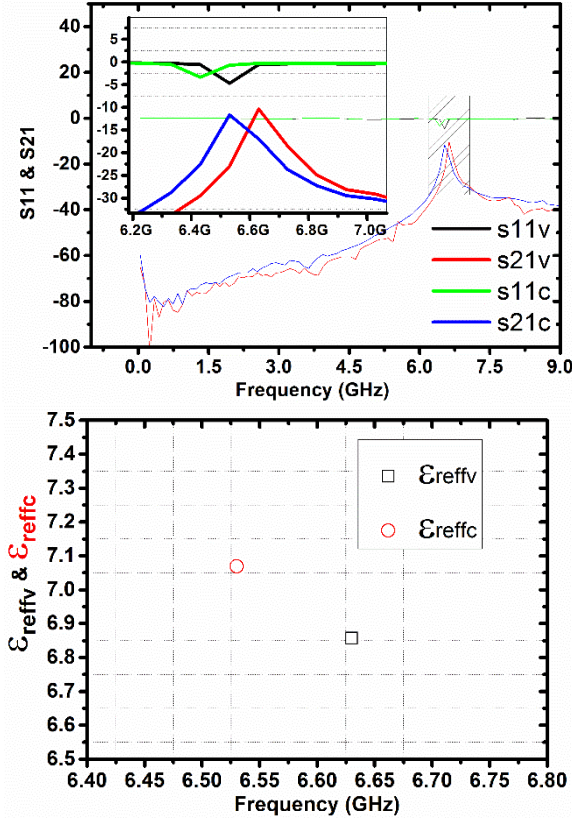 S11 & S21
40
20
0
-20
-40
-60
-80
-100
5
0
-5
-10
-15
-20
-25
-30
6.2G 6.4G 6.6G 6.8G 7.0G
s11v
s21v
s11c
s21c
0.0 1.5 3.0 4.5 6.0 7.5 9.0
Frequency (GHz)
εreffv & εreffc
7.5
7.4
7.3
7.2
7.1
7.0
6.9
6.8
6.7
6.6
6.5
εreffv
εreffc
6.40 6.45 6.50 6.55 6.60 6.65 6.70 6.75 6.80
Frequency (GHz)